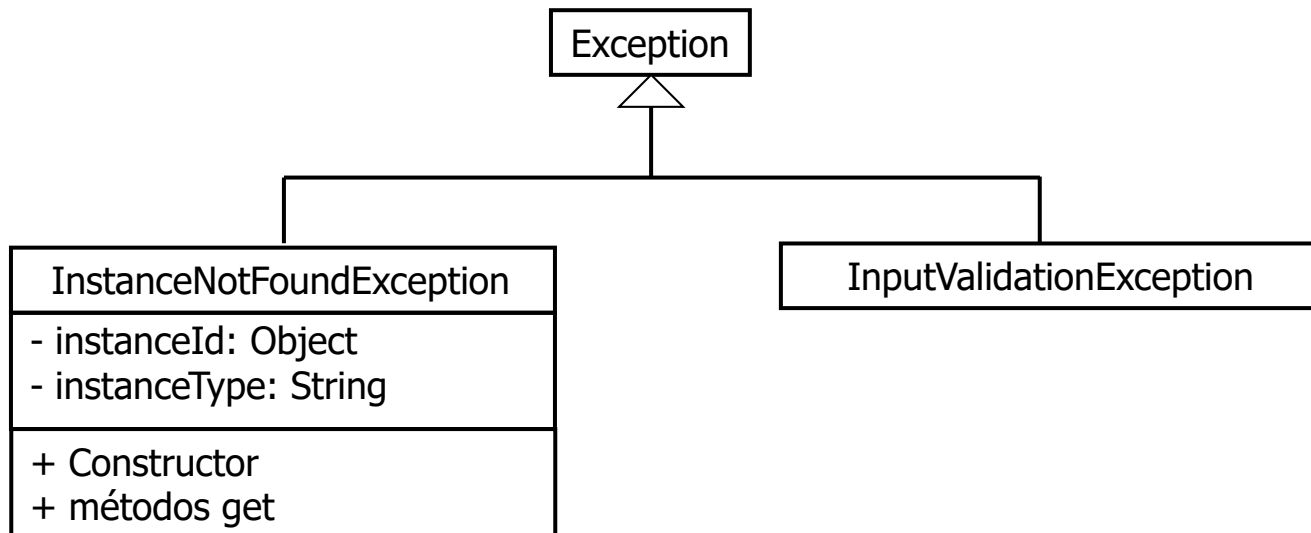 Exception
InstanceNotFoundException
- instanceId: Object
- instanceType: String
+ Constructor
+ métodos get
InputValidationException